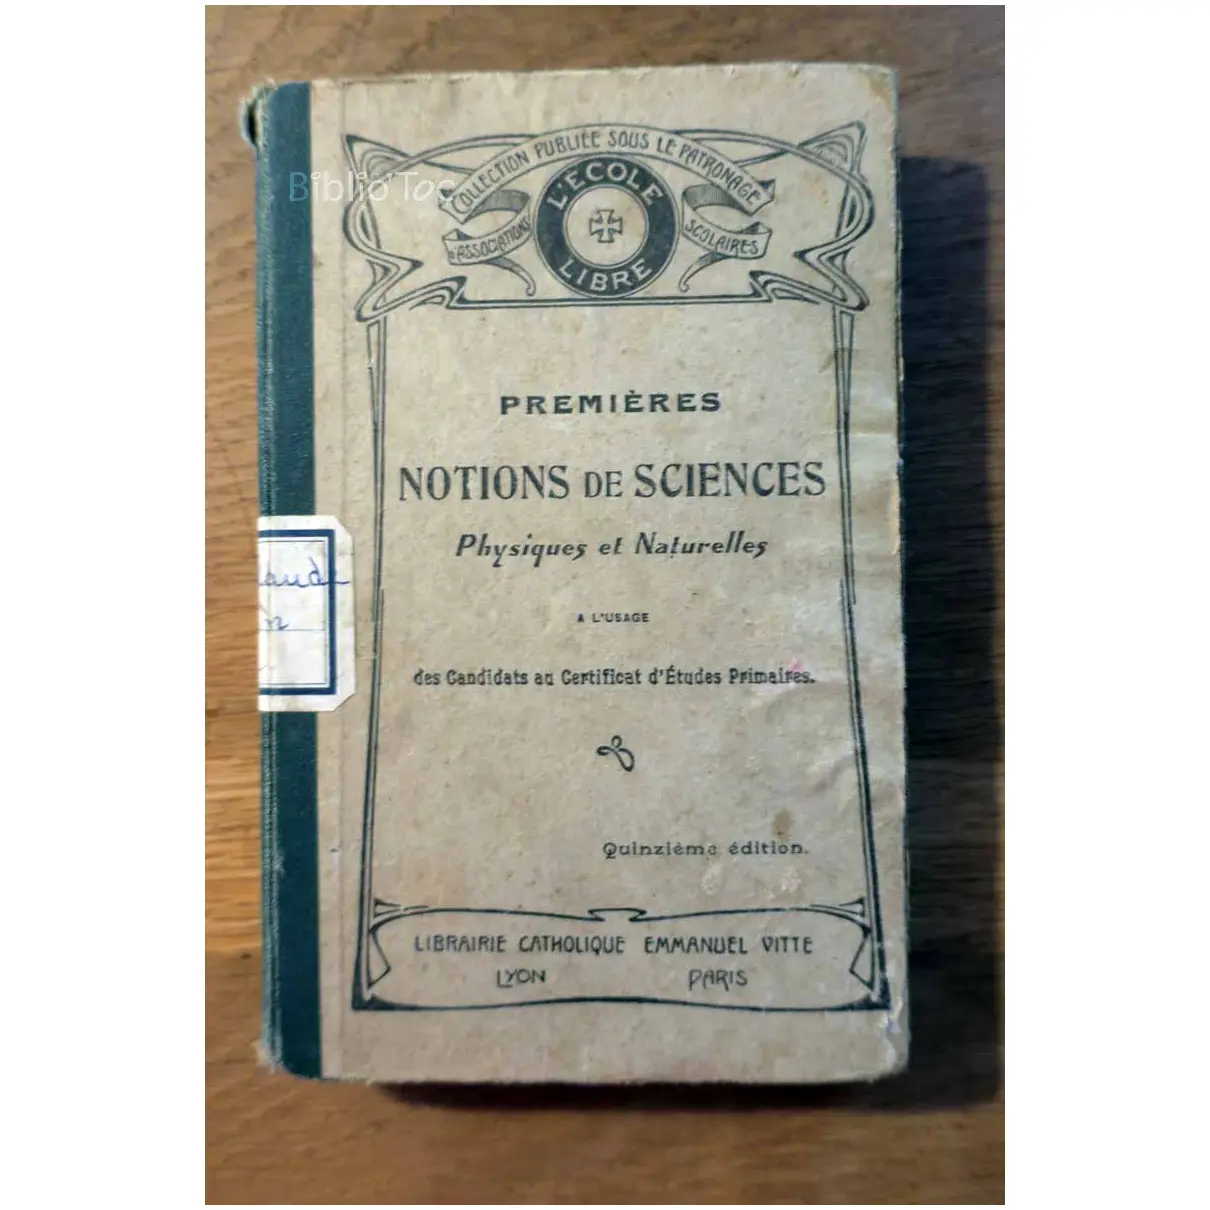 COLLECTION PUBLIÉE SOUS LE PATRONAGE
D'ASSOCIATIONS SCOLAIRES
L'ÉCOLE
LIBRE
Biblio'Toc
PREMIÈRES
NOTIONS DE SCIENCES
Physiques et Naturelles
A L'USAGE
des Candidats au Certificat d'Études Primaires.
Quinzième édition.
LIBRAIRIE CATHOLIQUE EMMANUEL VITTE
LYON PARIS